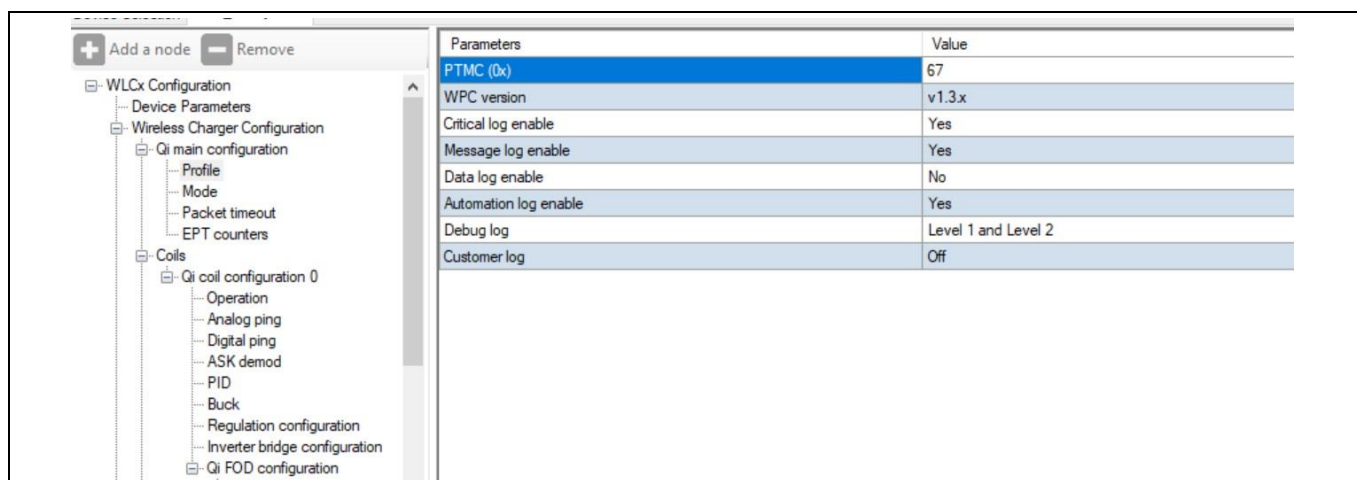 Add a node Remove
WLCx Configuration
Device Parameters
Wireless Charger Configuration
Qi main configuration
Profile
Mode
Packet timeout
EPT counters
Coils
Qi coil configuration 0
Operation
Analog ping
Digital ping
ASK demod
PID
Buck
Regulation configuration
Inverter bridge configuration
Qi FOD configuration
Parameters Value
PTMC (0x) 67
WPC version v1.3.x
Critical log enable Yes
Message log enable Yes
Data log enable No
Automation log enable Yes
Debug log Level 1 and Level 2
Customer log Off